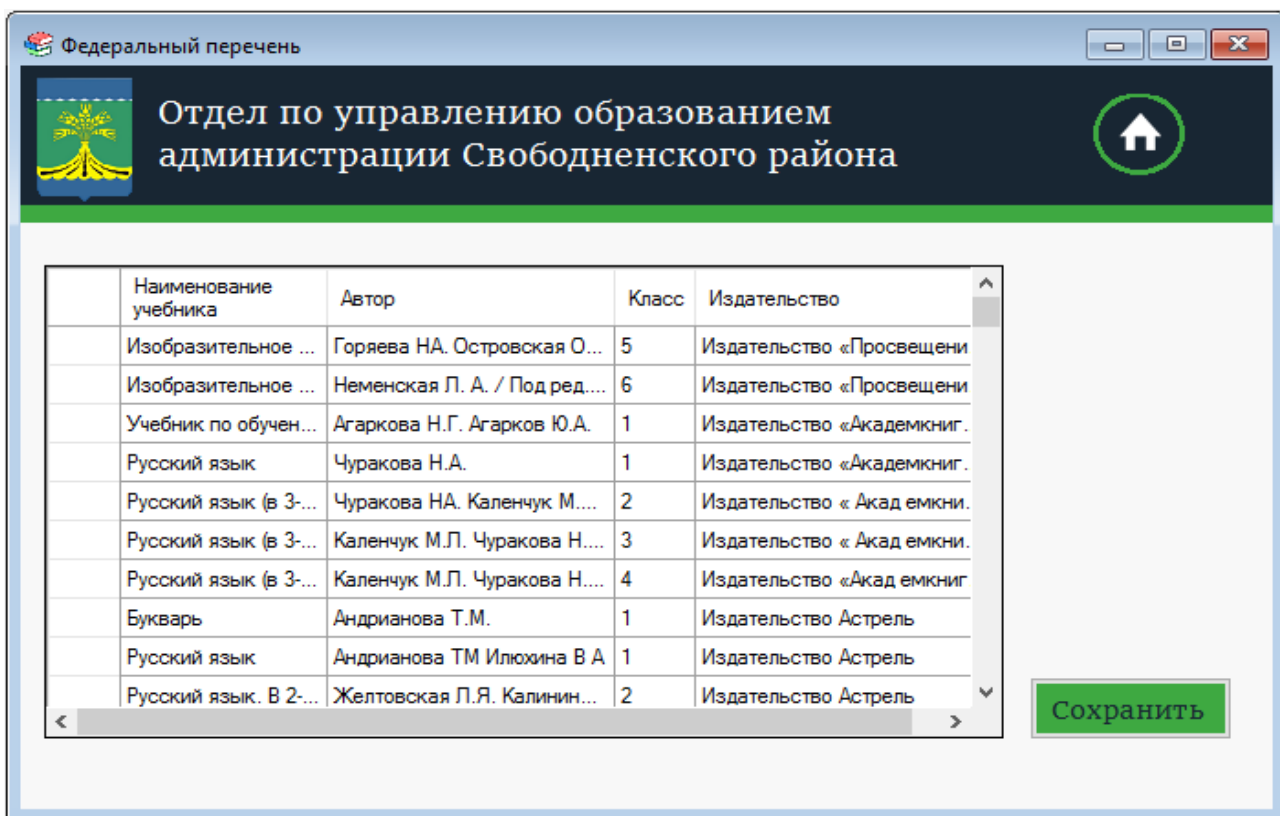 Федеральный перечень
Отдел по управлению образованием
администрации Свободненского района
Наименование учебника Автор Класс Издательство
Изобразительное ... Горяева НА. Островская О... 5 Издательство «Просвещени
Изобразительное ... Неменская Л. А. / Под ред.... 6 Издательство «Просвещени
Учебник по обучен... Агаркова Н.Г. Агарков Ю.А. 1 Издательство «Академкниг.
Русский язык Чуракова Н.А. 1 Издательство «Академкниг.
Русский язык (в 3-... Чуракова НА. Каленчук М.... 2 Издательство « Акад емкни.
Русский язык (в 3-... Каленчук М.Л. Чуракова Н.... 3 Издательство « Акад емкни.
Русский язык (в 3-... Каленчук М.Л. Чуракова Н.... 4 Издательство «Акад емкниг
Букварь Андрианова Т.М. 1 Издательство Астрель
Русский язык Андрианова ТМ Илюхина В А 1 Издательство Астрель
Русский язык. В 2-... Желтовская Л.Я. Калинин... 2 Издательство Астрель
Сохранить